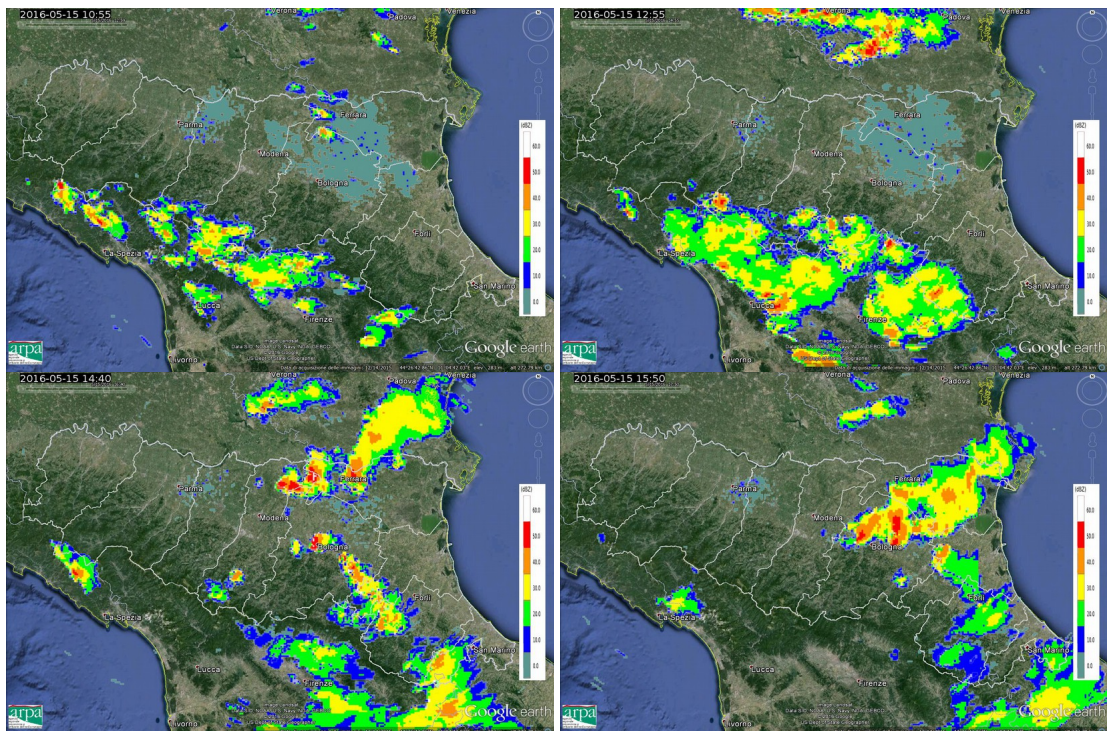 2016-05-15 10:55
Verona
Padova
Venezia
Parma
Ferrara
Modena
Bologna
Forlì
La Spezia
San Marino
Lucca
Firenze
Livorno
[dBZ]
60.0
50.0
40.0
30.0
20.0
10.0
0.0
arpa
Google earth
2016-05-15 12:55
Verona
Padova
Venezia
Parma
Ferrara
Modena
Bologna
Forlì
La Spezia
San Marino
Lucca
Firenze
Livorno
[dBZ]
60.0
50.0
40.0
30.0
20.0
10.0
0.0
arpa
Google earth
2016-05-15 14:40
Verona
Padova
Venezia
Parma
Ferrara
Modena
Bologna
Forlì
La Spezia
San Marino
Lucca
Firenze
Livorno
[dBZ]
60.0
50.0
40.0
30.0
20.0
10.0
0.0
arpa
Google earth
2016-05-15 15:50
Verona
Padova
Venezia
Parma
Ferrara
Modena
Bologna
Forlì
La Spezia
San Marino
Lucca
Firenze
Livorno
[dBZ]
60.0
50.0
40.0
30.0
20.0
10.0
0.0
arpa
Google earth